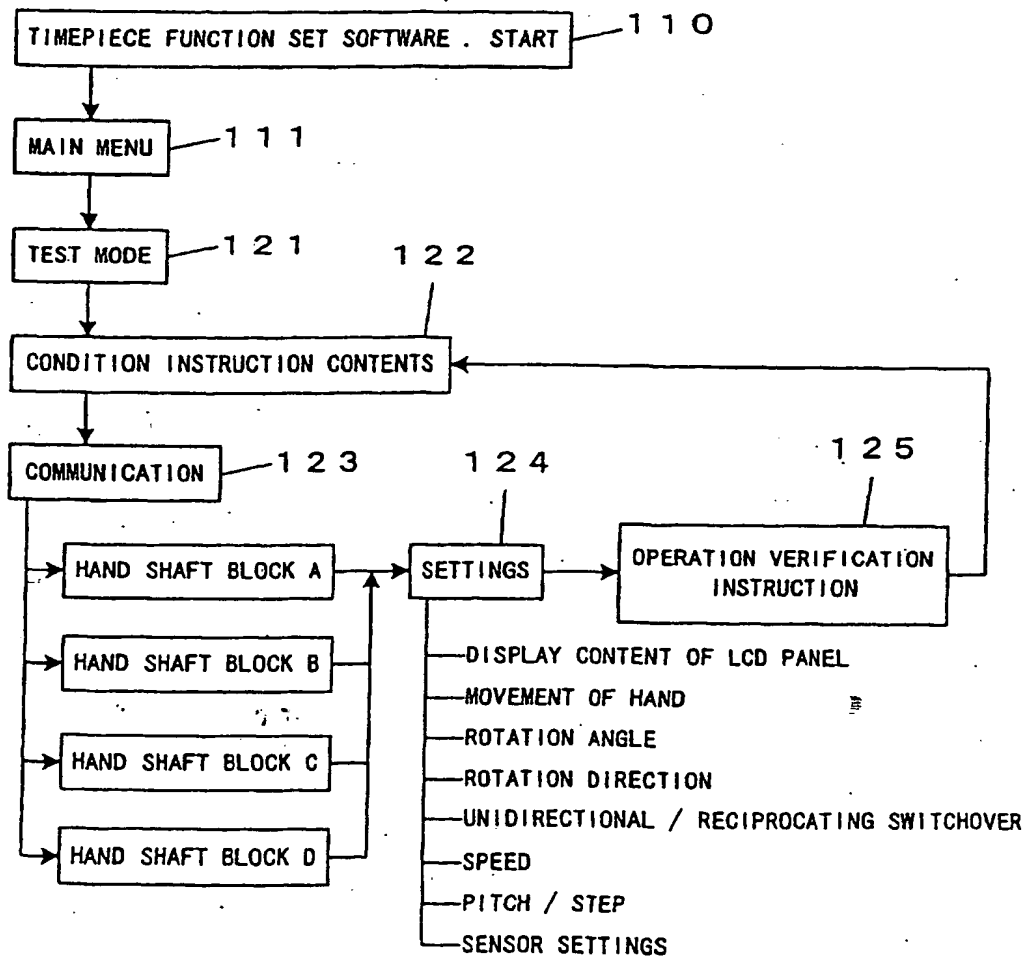 TIMEPIECE FUNCTION SET SOFTWARE . START
110
MAIN MENU
111
TEST MODE
121
122
CONDITION INSTRUCTION CONTENTS
COMMUNICATION
123
124
125
HAND SHAFT BLOCK A
SETTINGS
OPERATION VERIFICATION
INSTRUCTION
HAND SHAFT BLOCK B
HAND SHAFT BLOCK C
HAND SHAFT BLOCK D
DISPLAY CONTENT OF LCD PANEL
MOVEMENT OF HAND
ROTATION ANGLE
ROTATION DIRECTION
UNIDIRECTIONAL / RECIPROCATING SWITCHOVER
SPEED
PITCH / STEP
SENSOR SETTINGS